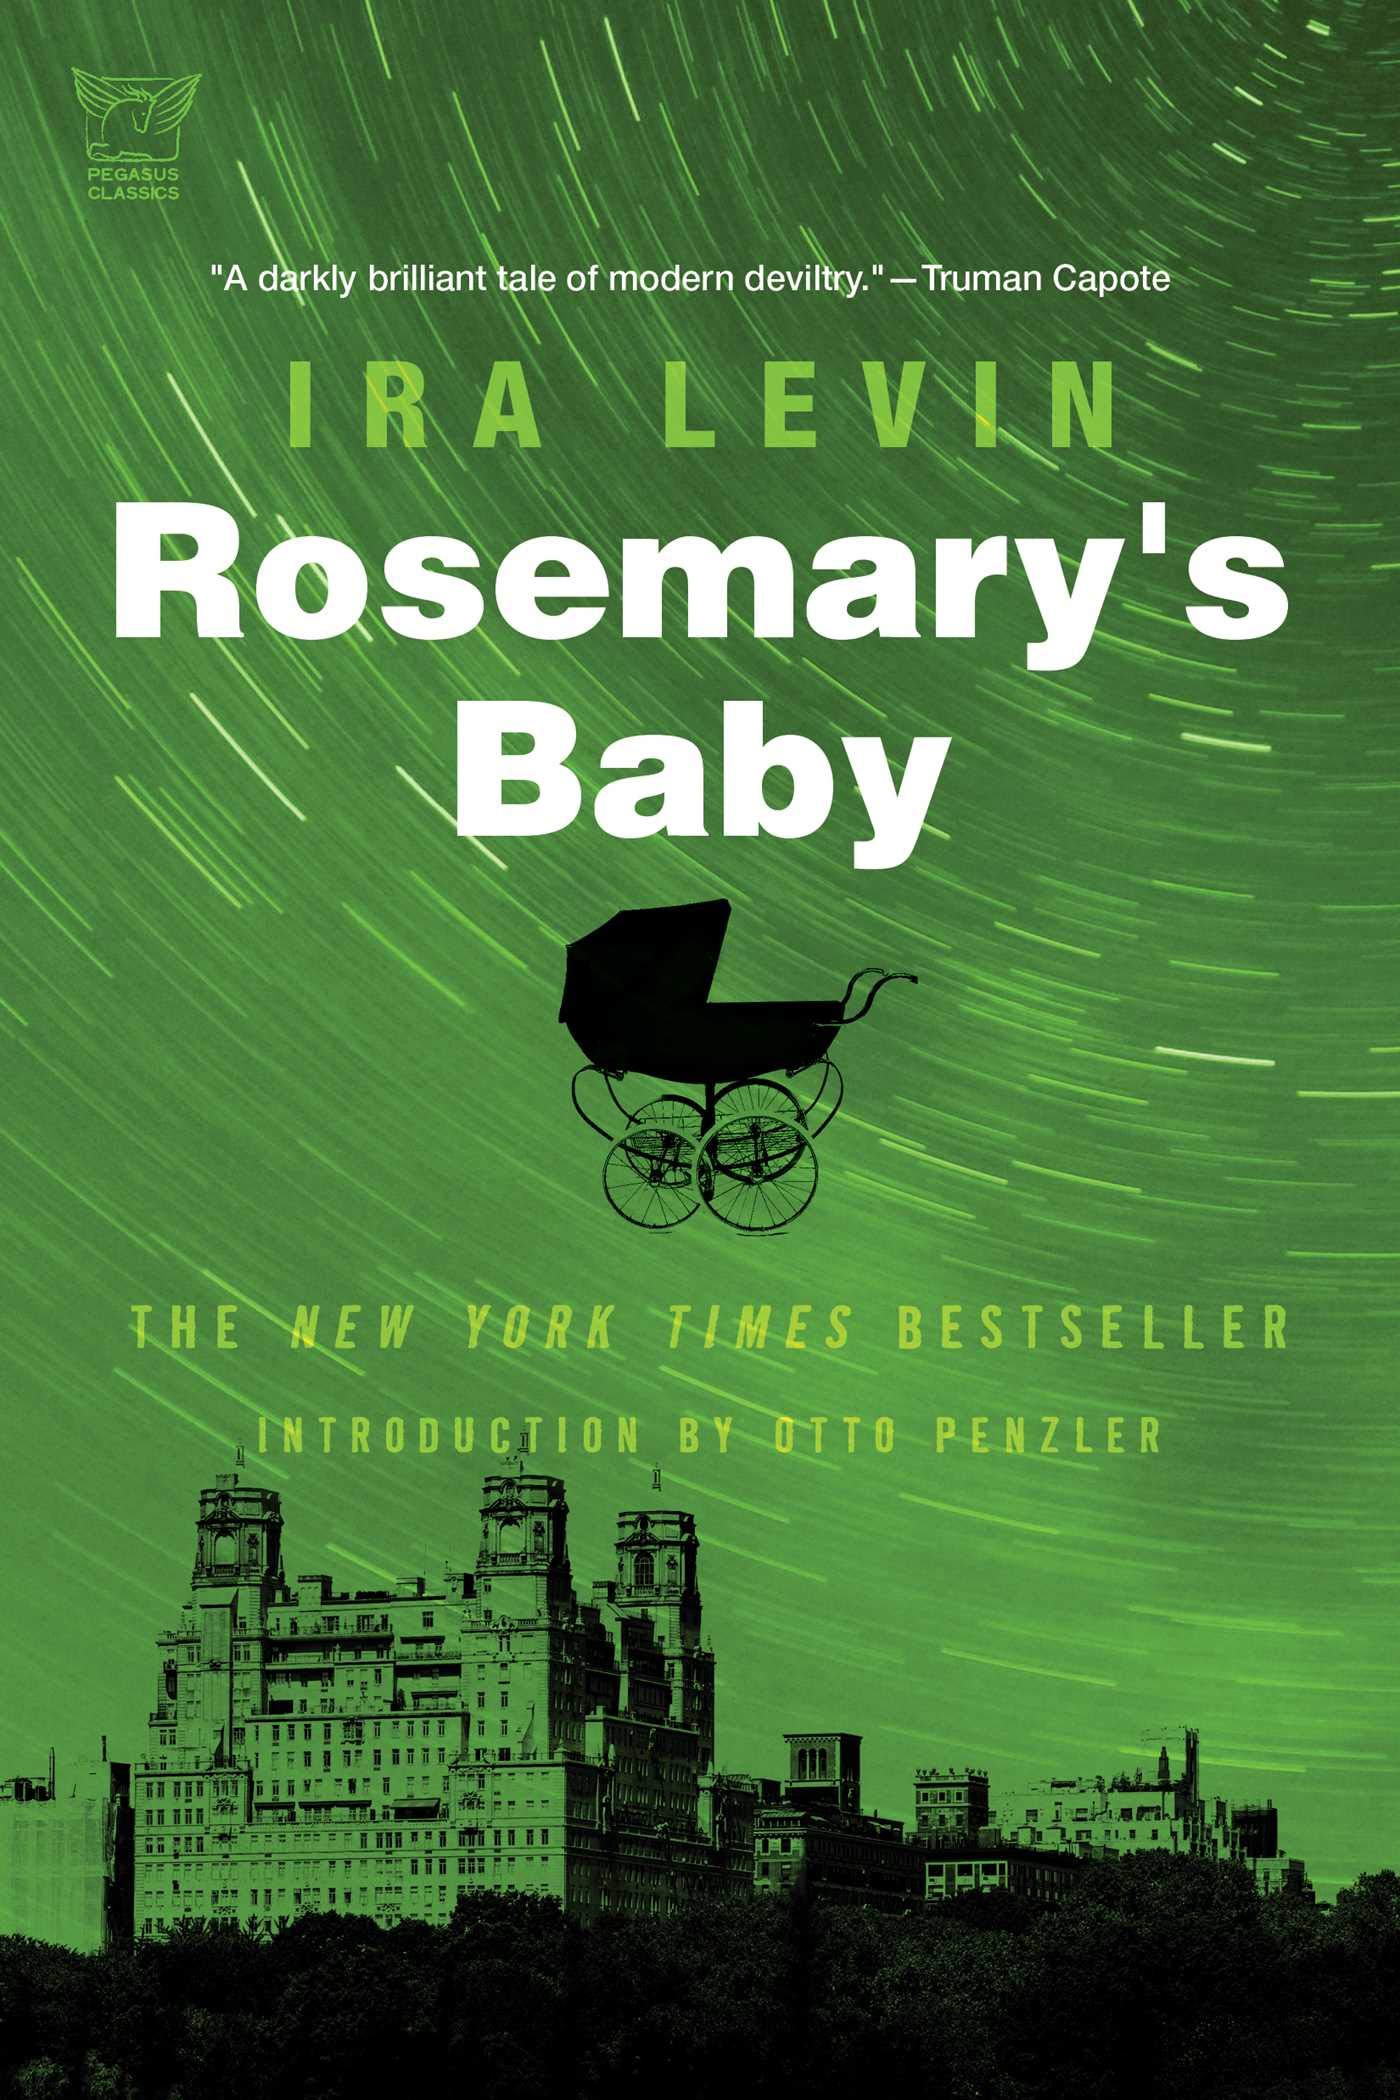 PEGASUS
CLASSICS
"A darkly brilliant tale of modern deviltry."—Truman Capote
IRA LEVIN
Rosemary's
Baby
THE NEW YORK TIMES BESTSELLER
INTRODUCTION BY OTTO PENZLER